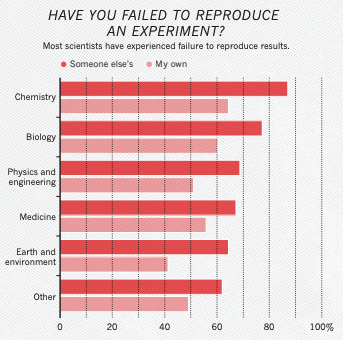 HAVE YOU FAILED TO REPRODUCE
AN EXPERIMENT?
Most scientists have experienced failure to reproduce results.
Someone else's
My own
Chemistry
Biology
Physics and
engineering
Medicine
Earth and
environment
Other
0
20
40
60
80
100%